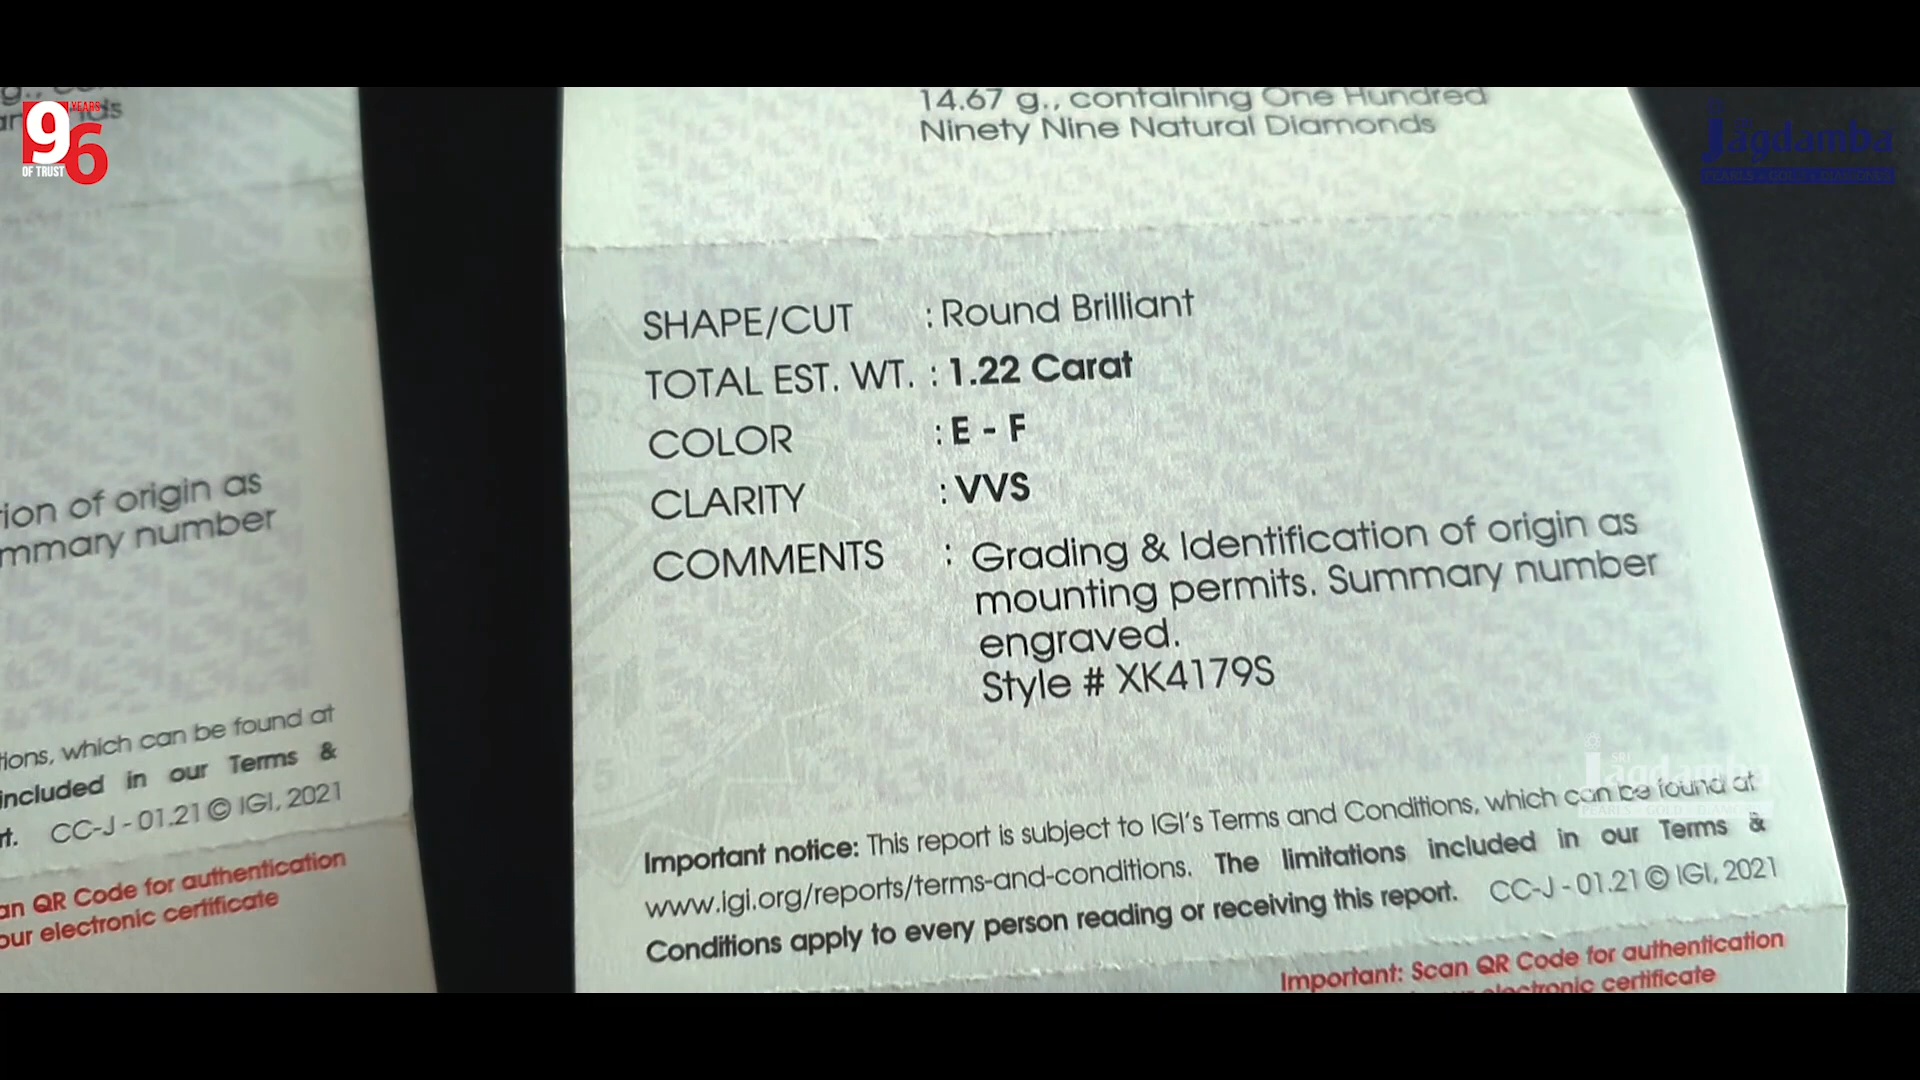 96
YEARS
OF TRUST
Jagdamba
tion of origin as
mmary number
tions, which can be found at
included in our Terms &
rt. CC-J - 01.21 © IGI, 2021
an QR Code for authentication
our electronic certificate
14.67 g., containing One Hundred
Ninety Nine Natural Diamonds
SHAPE/CUT : Round Brilliant
TOTAL EST. WT. : 1.22 Carat
COLOR : E - F
CLARITY : VVS
COMMENTS : Grading & Identification of origin as
mounting permits. Summary number
engraved.
Style # XK4179S
SRI
Jagdamba
Important notice: This report is subject to IGI's Terms and Conditions, which can be found at
www.igi.org/reports/terms-and-conditions. The limitations included in our Terms &
Conditions apply to every person reading or receiving this report. CC-J - 01.21 © IGI, 2021
Important: Scan QR Code for authentication
electronic certificate